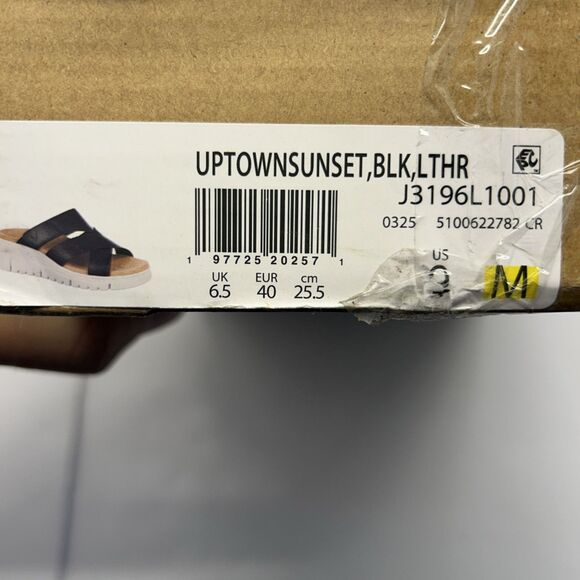 UPTOWNSUNSET,BLK,LTHR
J3196L1001
0325 5100622782 CR
1 97725 20257 1
UK EUR cm US
6.5 40 25.5 M